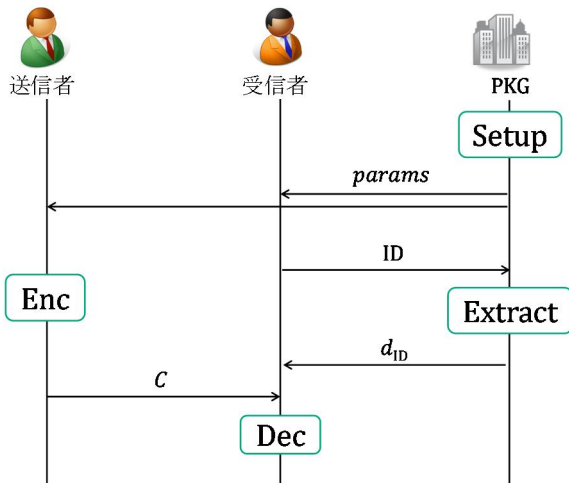 送信者
受信者
PKG
Setup
params
ID
Enc
Extract
d_ID
C
Dec